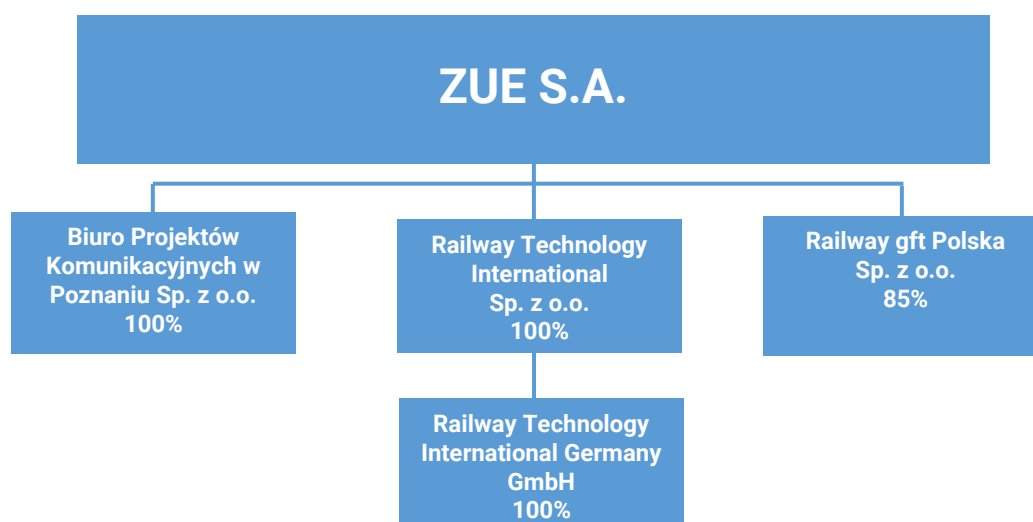 ZUE S.A.
Biuro Projektów
Komunikacyjnych w
Poznaniu Sp. z o.o.
100%
Railway Technology
International
Sp. z o.o.
100%
Railway gft Polska
Sp. z o.o.
85%
Railway Technology
International Germany
GmbH
100%